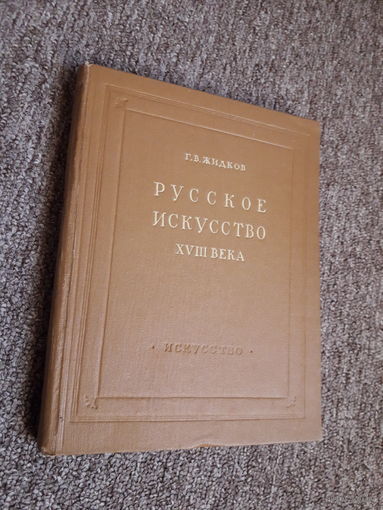 Г.В.ЖИДКОВ
РУССКОЕ
ИСКУССТВО
XVIII ВЕКА
· ИСКУССТВО ·